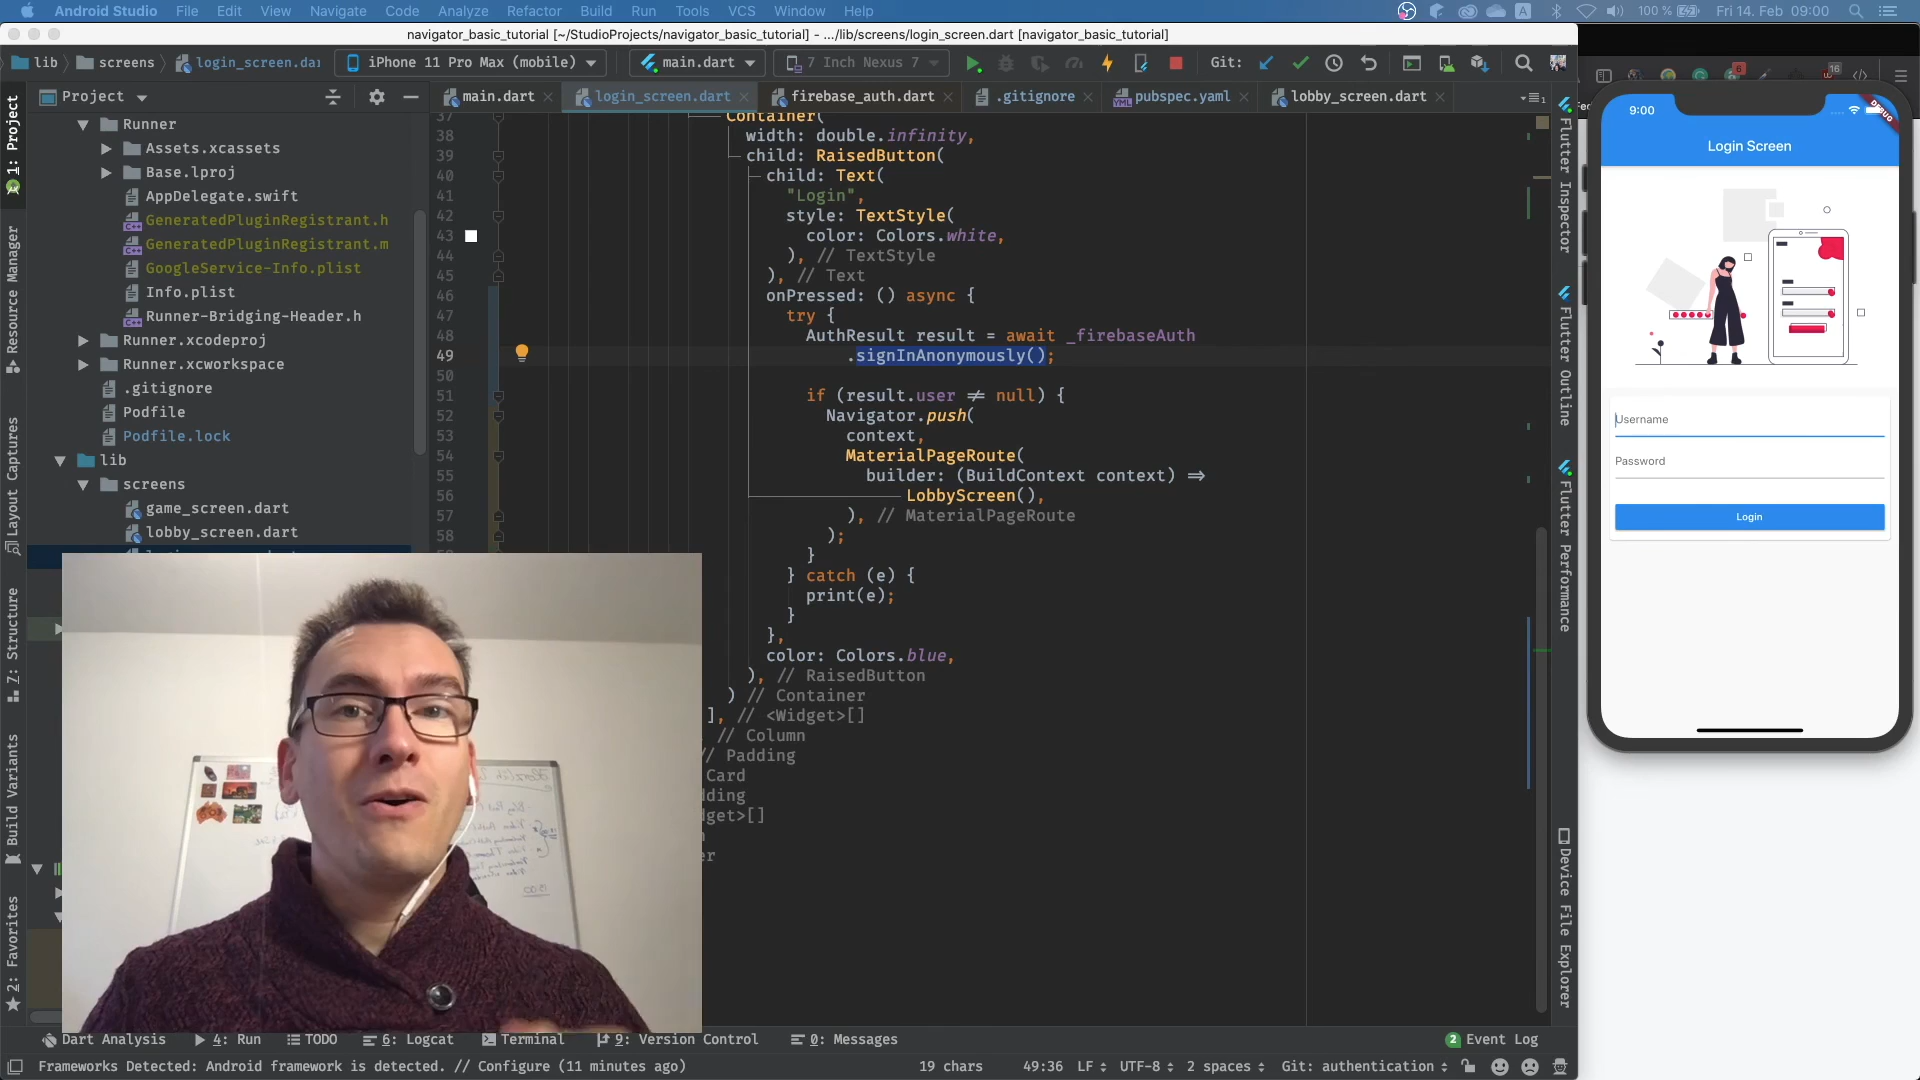 Android Studio File Edit View Navigate Code Analyze Refactor Build Run Tools VCS Window Help
100 % Fri 14. Feb 09:00
navigator_basic_tutorial [~/StudioProjects/navigator_basic_tutorial] - .../lib/screens/login_screen.dart [navigator_basic_tutorial]
lib screens login_screen.da
iPhone 11 Pro Max (mobile) main.dart 7 Inch Nexus 7 Git:
Project
main.dart login_screen.dart firebase_auth.dart .gitignore pubspec.yaml lobby_screen.dart
1: Project
Resource Manager
Layout Captures
7: Structure
Build Variants
2: Favorites
Runner
Assets.xcassets
Base.lproj
AppDelegate.swift
GeneratedPluginRegistrant.h
GeneratedPluginRegistrant.m
GoogleService-Info.plist
Info.plist
Runner-Bridging-Header.h
Runner.xcodeproj
Runner.xcworkspace
.gitignore
Podfile
Podfile.lock
lib
screens
game_screen.dart
lobby_screen.dart
37 Container(
38 width: double.infinity,
39 child: RaisedButton(
40 child: Text(
41 "Login",
42 style: TextStyle(
43 color: Colors.white,
44 ), // TextStyle
45 ), // Text
46 onPressed: () async {
47 try {
48 AuthResult result = await _firebaseAuth
49 .signInAnonymously();
50
51 if (result.user ≠ null) {
52 Navigator.push(
53 context,
54 MaterialPageRoute(
55 builder: (BuildContext context) ⇒
56 LobbyScreen(),
57 ), // MaterialPageRoute
58 );
}
} catch (e) {
print(e);
}
},
color: Colors.blue,
), // RaisedButton
) // Container
], // <Widget>[]
// Column
// Padding
Card
dding
dget>[]
er
Flutter Inspector
Flutter Outline
Flutter Performance
Device File Explorer
9:00
DEBUG
Login Screen
Username
Password
Login
Dart Analysis 4: Run TODO 6: Logcat Terminal 9: Version Control 0: Messages 2 Event Log
Frameworks Detected: Android framework is detected. // Configure (11 minutes ago) 19 chars 49:36 LF UTF-8 2 spaces Git: authentication